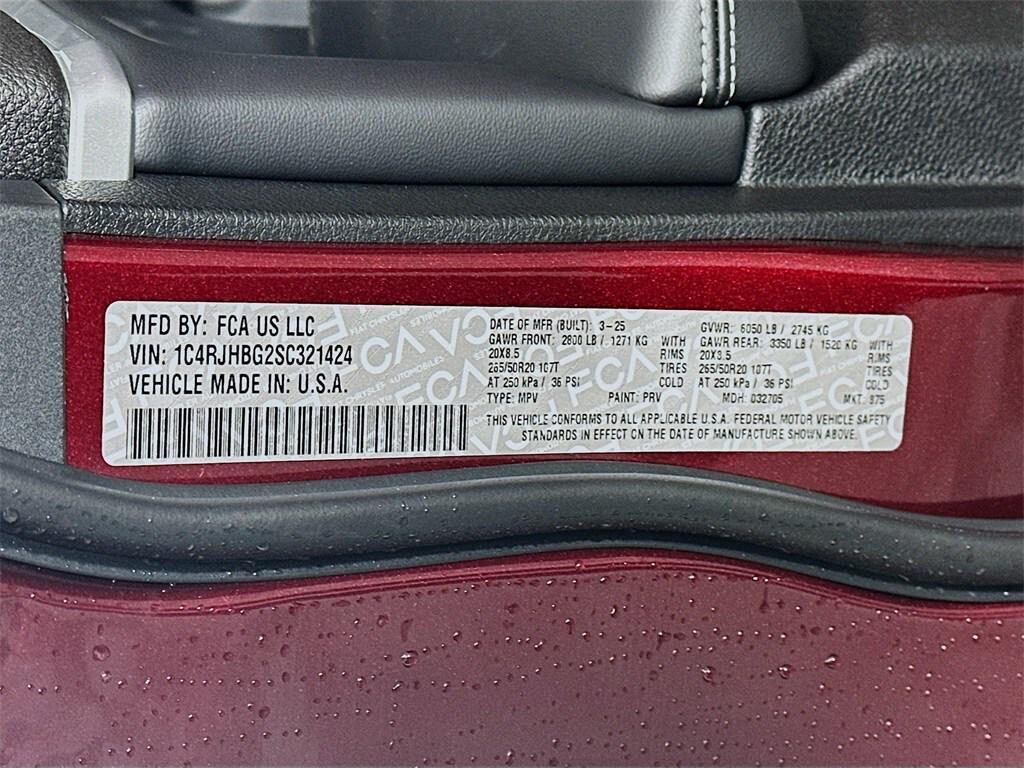 MFD BY: FCA US LLC
VIN: 1C4RJHBG2SC321424
VEHICLE MADE IN: U.S.A.
DATE OF MFR (BUILT): 3-25
GAWR FRONT: 2800 LB / 1271 KG WITH
20X8.5 RIMS
265/50R20 107T TIRES
AT 250 kPa / 36 PSI COLD
TYPE: MPV PAINT: PRV
GVWR: 6050 LB / 2745 KG
GAWR REAR: 3350 LB / 1520 KG WITH
20X8.5 RIMS
265/50R20 107T TIRES
AT 250 kPa / 36 PSI COLD
MDH: 032705 MKT: 875
THIS VEHICLE CONFORMS TO ALL APPLICABLE U.S.A. FEDERAL MOTOR VEHICLE SAFETY
STANDARDS IN EFFECT ON THE DATE OF MANUFACTURE SHOWN ABOVE.